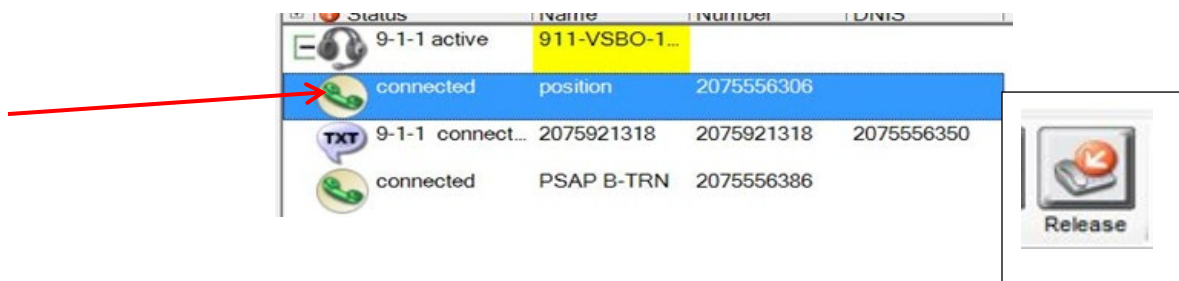 Status Name Number DNIS
9-1-1 active 911-VSBO-1...
connected position 2075556306
TXT 9-1-1 connect... 2075921318 2075921318 2075556350
connected PSAP B-TRN 2075556386
Release